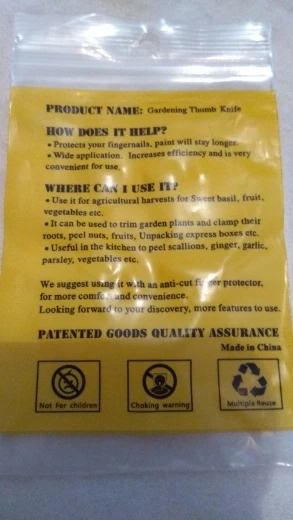 PRODUCT NAME: Gardening Thumb Knife
HOW DOES IT HELP?
• Protects your fingernails, paint will stay longer.
• Wide application. Increases efficiency and is very
convenient for use.
WHERE CAN I USE IT?
• Use it for agricultural harvests for Sweet basil, fruit,
vegetables etc.
• It can be used to trim garden plants and clamp their
roots, peel nuts, fruits, Unpacking express boxes etc.
• Useful in the kitchen to peel scallions, ginger, garlic,
parsley, vegetables etc.
We suggest using it with an anti-cut finger protector,
for more comfort and convenience.
Looking forward to your discovery, more features to use.
PATENTED GOODS QUALITY ASSURANCE
Made in China
Not For children
Choking warning
Multiple Reuse